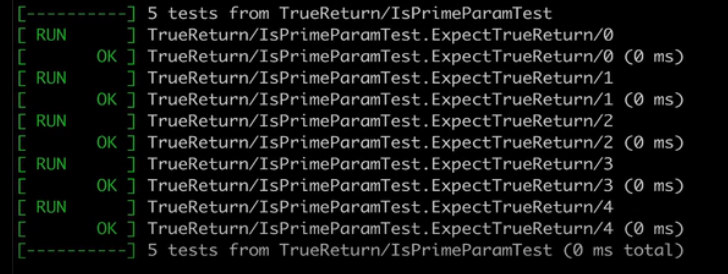 [----------] 5 tests from TrueReturn/IsPrimeParamTest
[ RUN      ] TrueReturn/IsPrimeParamTest.ExpectTrueReturn/0
[       OK ] TrueReturn/IsPrimeParamTest.ExpectTrueReturn/0 (0 ms)
[ RUN      ] TrueReturn/IsPrimeParamTest.ExpectTrueReturn/1
[       OK ] TrueReturn/IsPrimeParamTest.ExpectTrueReturn/1 (0 ms)
[ RUN      ] TrueReturn/IsPrimeParamTest.ExpectTrueReturn/2
[       OK ] TrueReturn/IsPrimeParamTest.ExpectTrueReturn/2 (0 ms)
[ RUN      ] TrueReturn/IsPrimeParamTest.ExpectTrueReturn/3
[       OK ] TrueReturn/IsPrimeParamTest.ExpectTrueReturn/3 (0 ms)
[ RUN      ] TrueReturn/IsPrimeParamTest.ExpectTrueReturn/4
[       OK ] TrueReturn/IsPrimeParamTest.ExpectTrueReturn/4 (0 ms)
[----------] 5 tests from TrueReturn/IsPrimeParamTest (0 ms total)